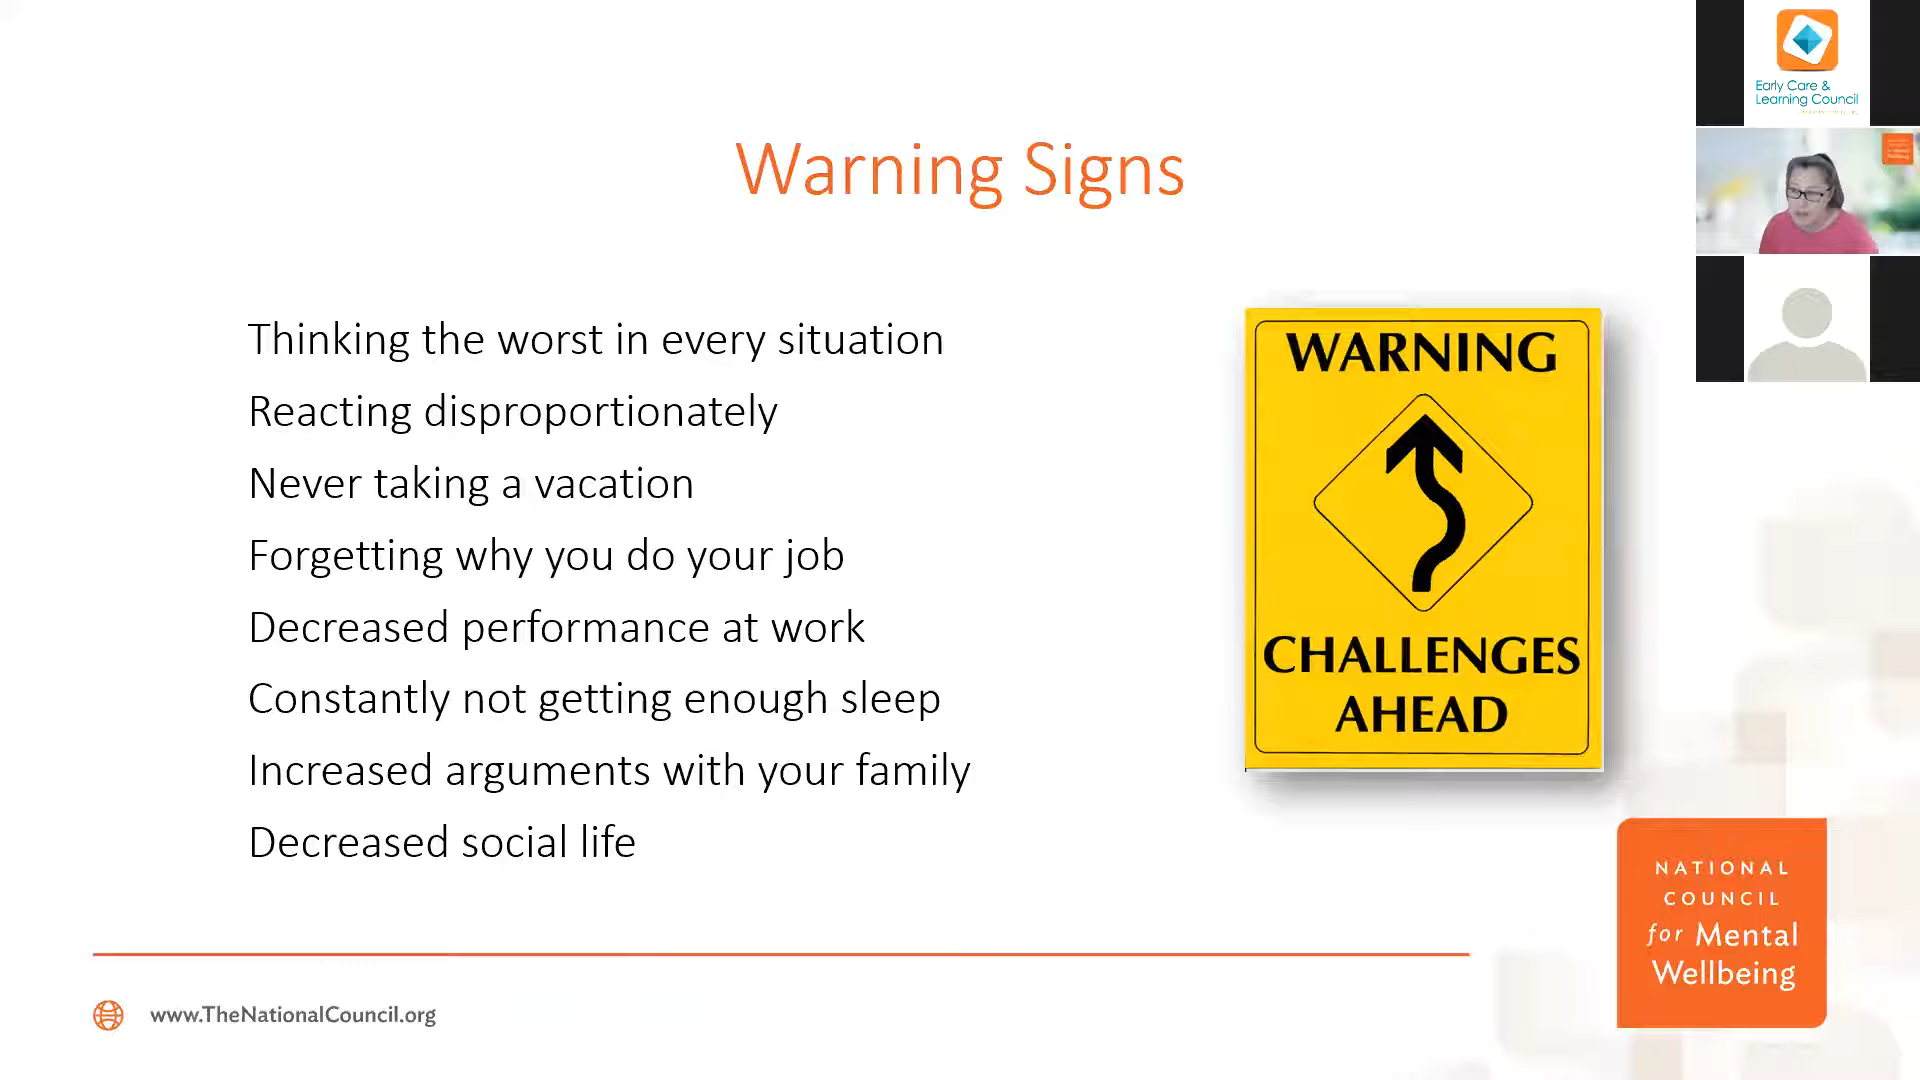 Warning Signs
Thinking the worst in every situation
Reacting disproportionately
Never taking a vacation
Forgetting why you do your job
Decreased performance at work
Constantly not getting enough sleep
Increased arguments with your family
Decreased social life
WARNING
CHALLENGES
AHEAD
Early Care &
Learning Council
NATIONAL
COUNCIL
for Mental
Wellbeing
www.TheNationalCouncil.org